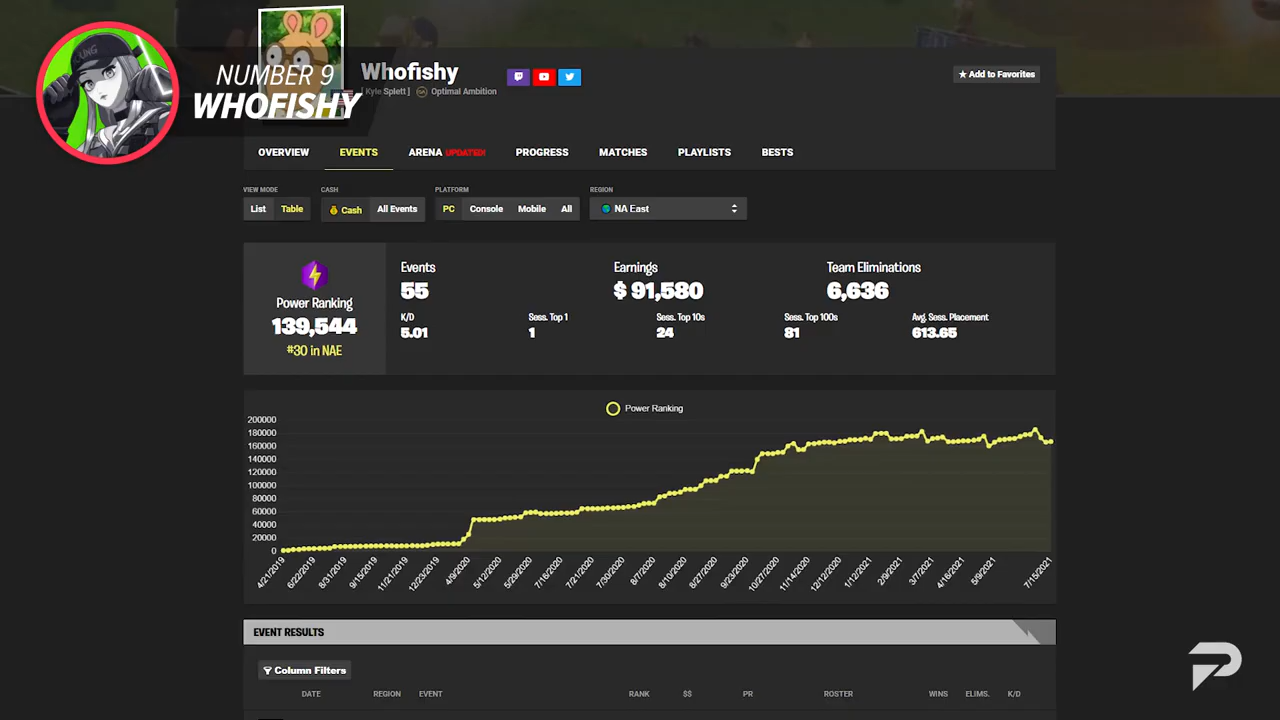 KING
NUMBER 9
WHOFISHY
Whofishy
[ Kyle Splett ] Optimal Ambition
★ Add to Favorites
OVERVIEW EVENTS ARENA UPDATED! PROGRESS MATCHES PLAYLISTS BESTS
VIEW MODE CASH PLATFORM REGION
List Table Cash All Events PC Console Mobile All NA East
Power Ranking
139,544
#30 in NAE
Events Earnings Team Eliminations
55 $ 91,580 6,636
K/D Sess. Top 1 Sess. Top 10s Sess. Top 100s Avg. Sess. Placement
5.01 1 24 81 613.65
Power Ranking
200000
180000
160000
140000
120000
100000
80000
60000
40000
20000
0
4/21/2019 6/22/2019 8/31/2019 9/15/2019 11/21/2019 12/23/2019 4/9/2020 5/12/2020 5/29/2020 7/16/2020 7/21/2020 7/30/2020 8/7/2020 8/10/2020 8/27/2020 9/23/2020 10/27/2020 11/14/2020 12/12/2020 1/12/2021 2/9/2021 3/7/2021 4/16/2021 5/9/2021 7/15/2021
EVENT RESULTS
Column Filters
DATE REGION EVENT RANK $$ PR ROSTER WINS ELIMS. K/D